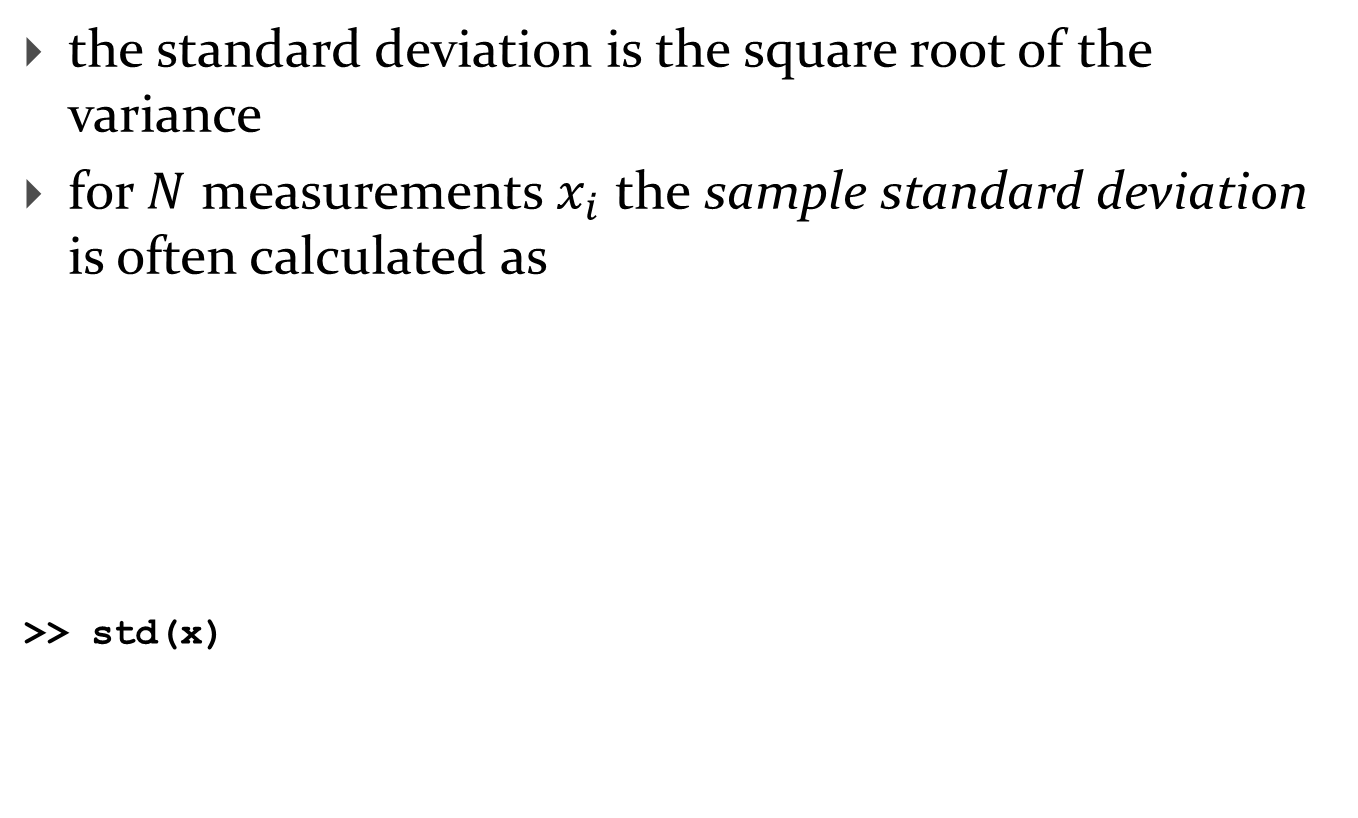 the standard deviation is the square root of the
variance
for N measurements xᵢ the sample standard deviation
is often calculated as
>> std(x)